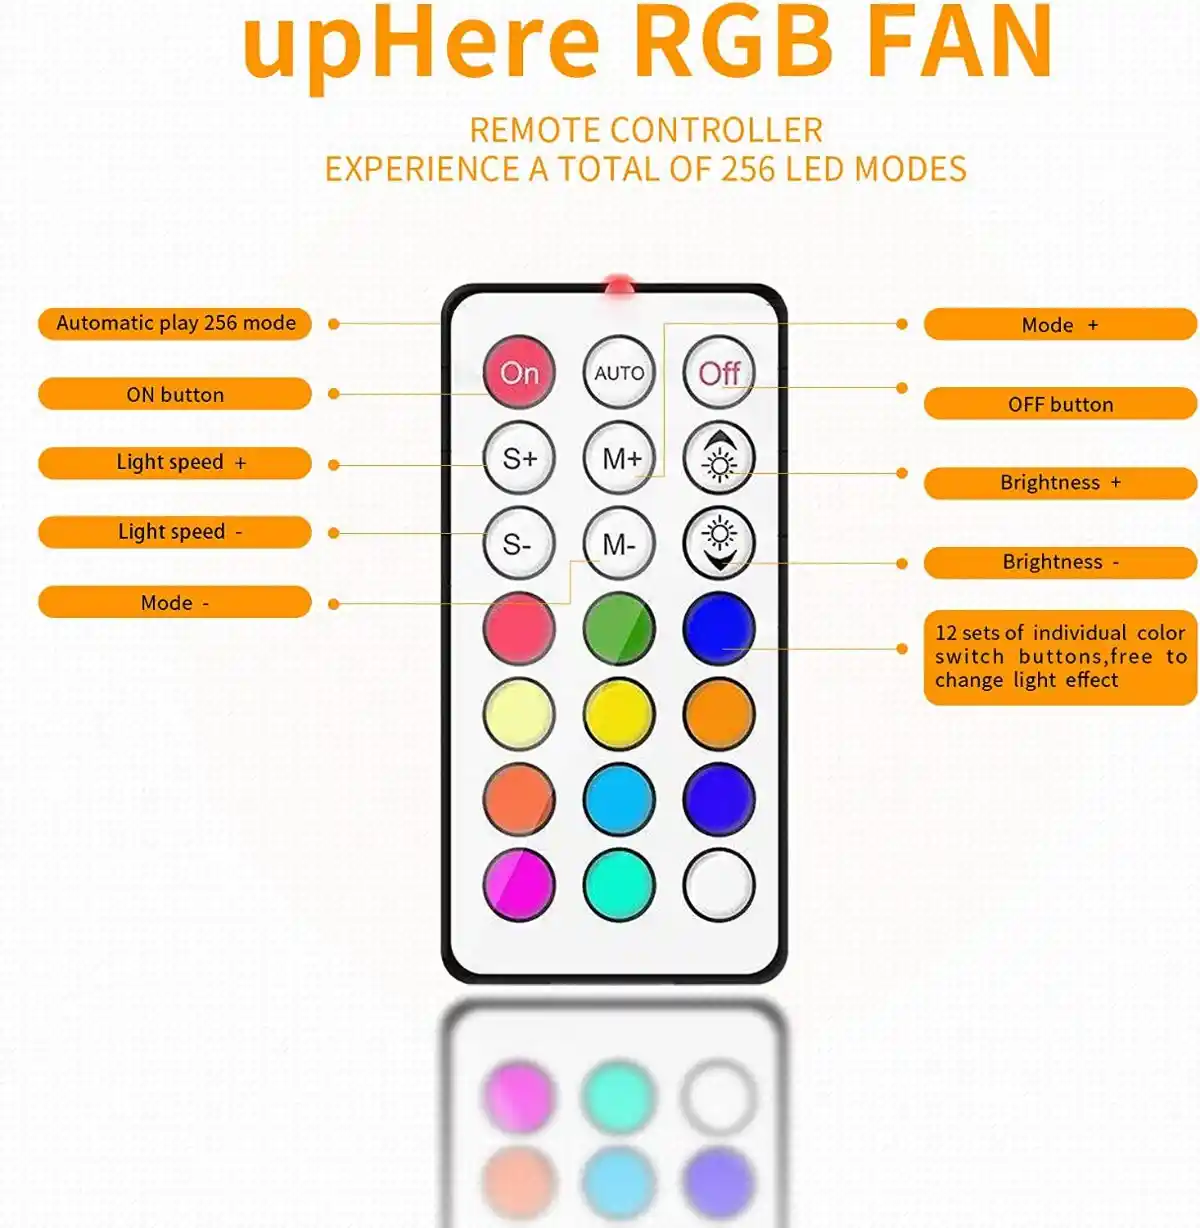 upHere RGB FAN
REMOTE CONTROLLER
EXPERIENCE A TOTAL OF 256 LED MODES
Automatic play 256 mode
ON button
Light speed +
Light speed -
Mode -
On AUTO Off
S+ M+
S- M-
Mode +
OFF button
Brightness +
Brightness -
12 sets of individual color
switch buttons,free to
change light effect